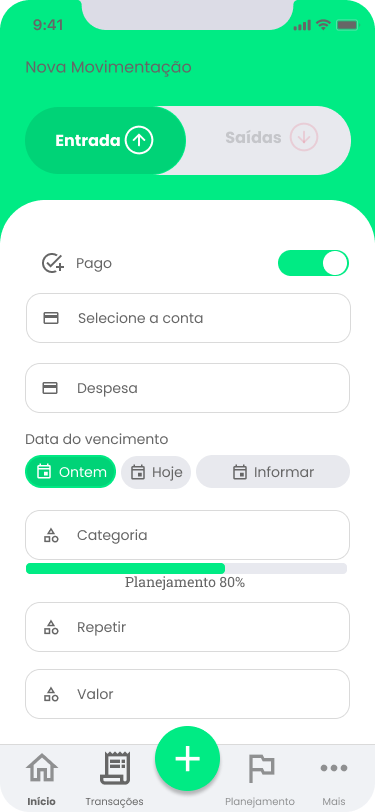 9:41
Nova Movimentação
Entrada
Saídas
Pago
Selecione a conta
Despesa
Data do vencimento
Ontem Hoje Informar
Categoria
Planejamento 80%
Repetir
Valor
Início Transações Planejamento Mais